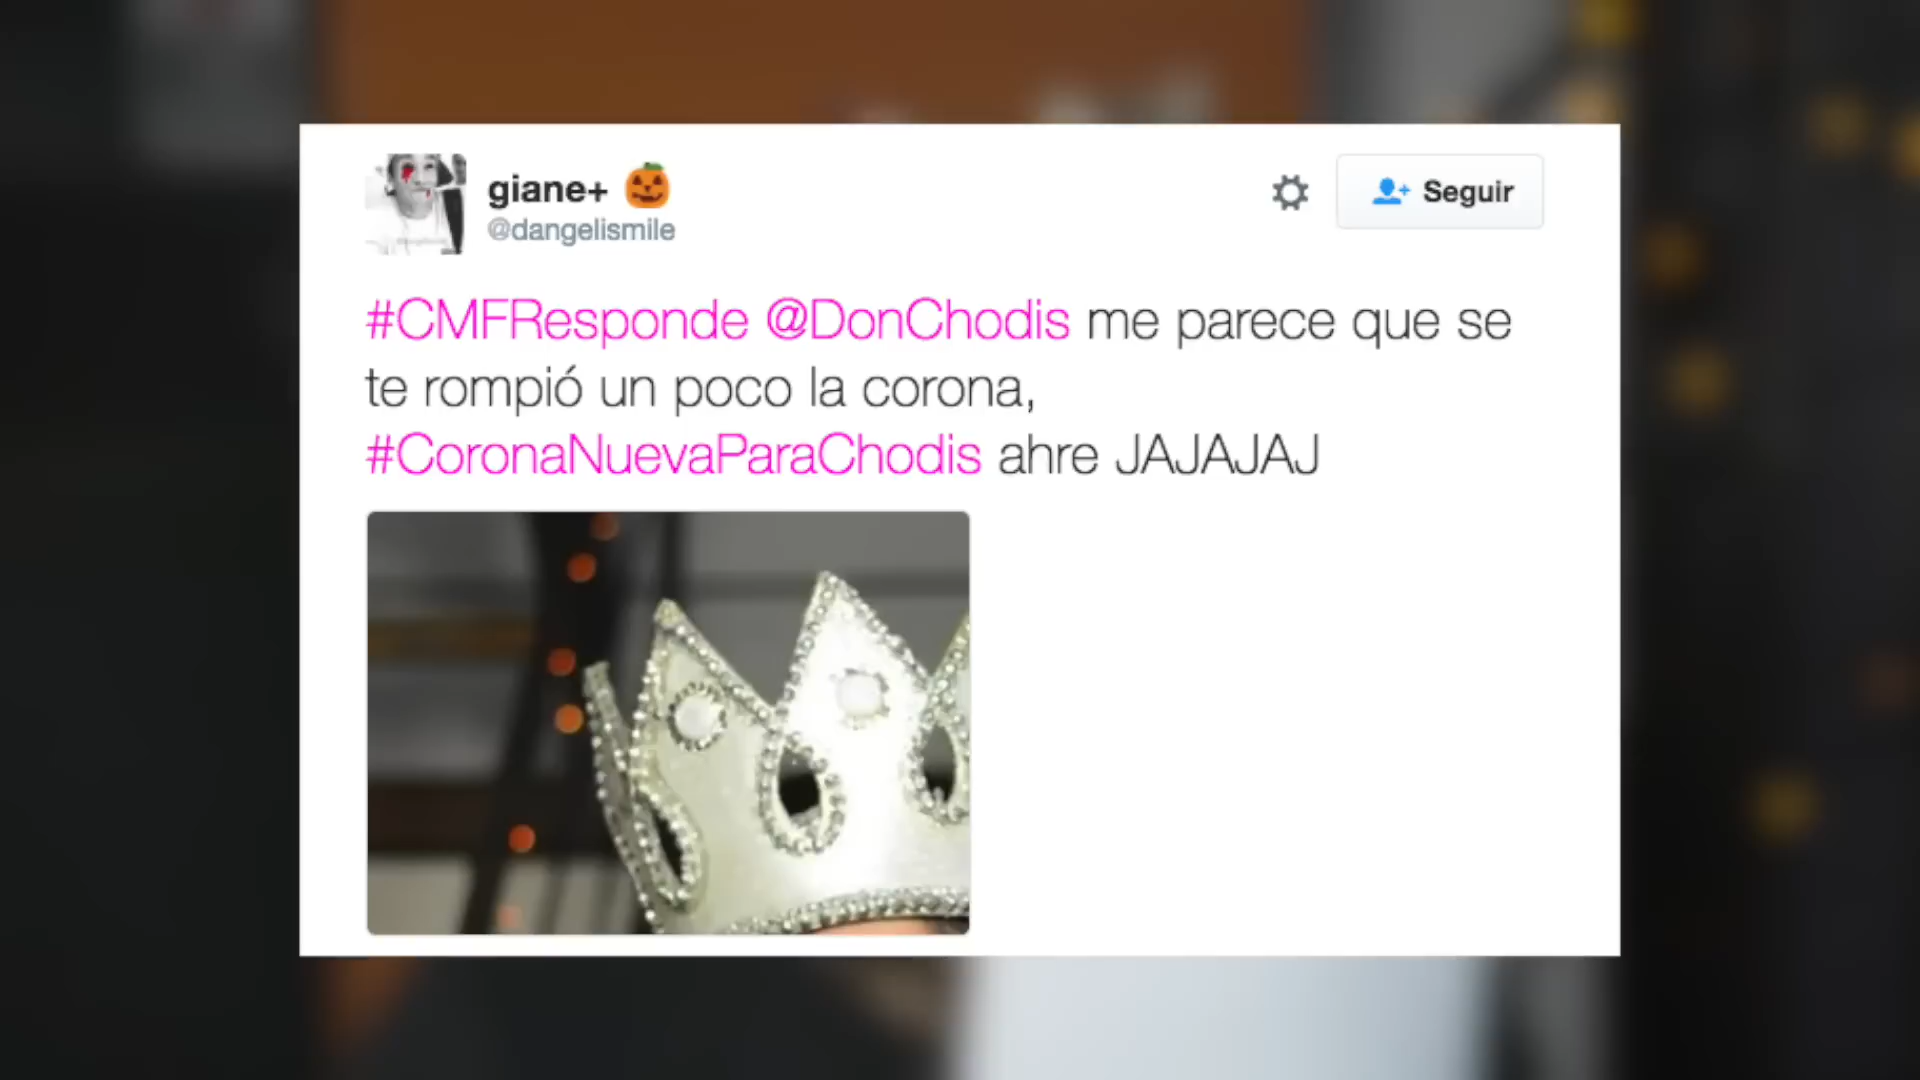 giane+ 🎃
@dangelismile
Seguir
#CMFResponde @DonChodis me parece que se
te rompió un poco la corona,
#CoronaNuevaParaChodis ahre JAJAJAJ